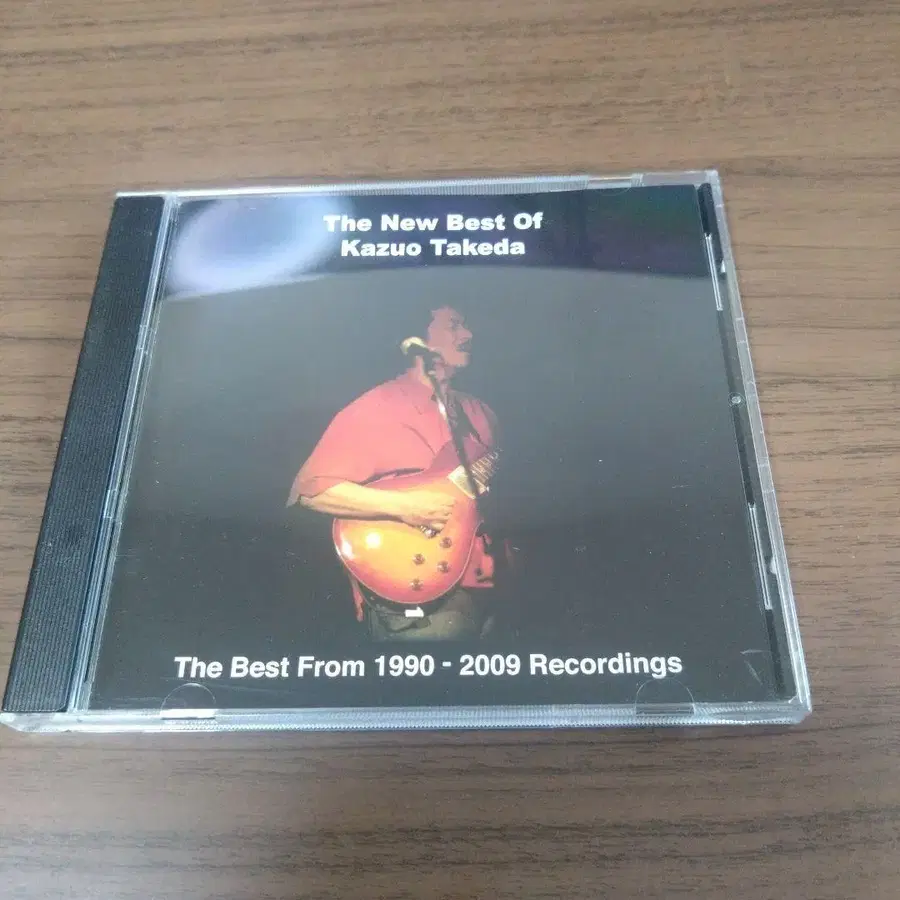 The New Best Of
Kazuo Takeda
The Best From 1990 - 2009 Recordings